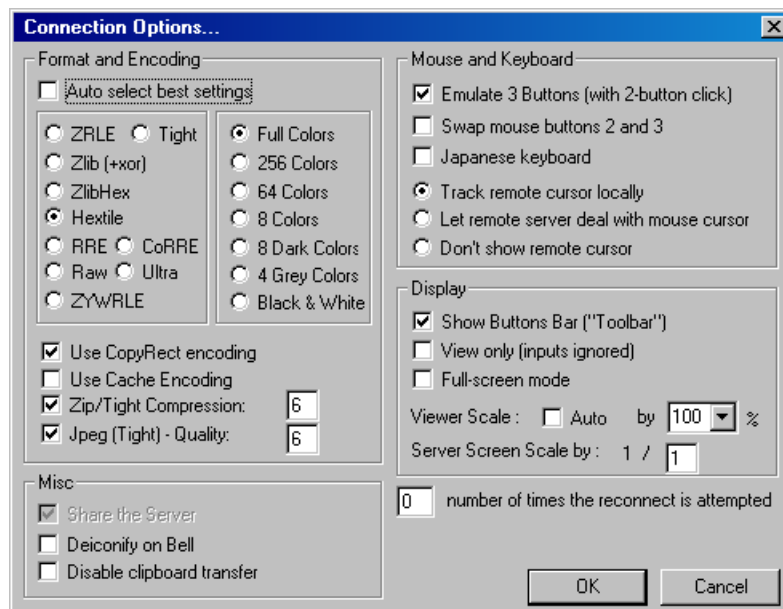 Connection Options...
Format and Encoding
Auto select best settings
ZRLE Tight
Zlib (+xor)
ZlibHex
Hextile
RRE CoRRE
Raw Ultra
ZYWRLE
Full Colors
256 Colors
64 Colors
8 Colors
8 Dark Colors
4 Grey Colors
Black & White
Use CopyRect encoding
Use Cache Encoding
Zip/Tight Compression: 6
Jpeg (Tight) - Quality: 6
Misc
Share the Server
Deiconify on Bell
Disable clipboard transfer
Mouse and Keyboard
Emulate 3 Buttons (with 2-button click)
Swap mouse buttons 2 and 3
Japanese keyboard
Track remote cursor locally
Let remote server deal with mouse cursor
Don't show remote cursor
Display
Show Buttons Bar ("Toolbar")
View only (inputs ignored)
Full-screen mode
Viewer Scale : Auto by 100 %
Server Screen Scale by : 1 / 1
0 number of times the reconnect is attempted
OK Cancel